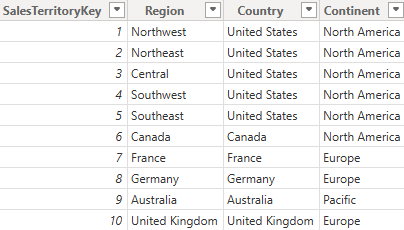 SalesTerritoryKey Region Country Continent
1 Northwest United States North America
2 Northeast United States North America
3 Central United States North America
4 Southwest United States North America
5 Southeast United States North America
6 Canada Canada North America
7 France France Europe
8 Germany Germany Europe
9 Australia Australia Pacific
10 United Kingdom United Kingdom Europe